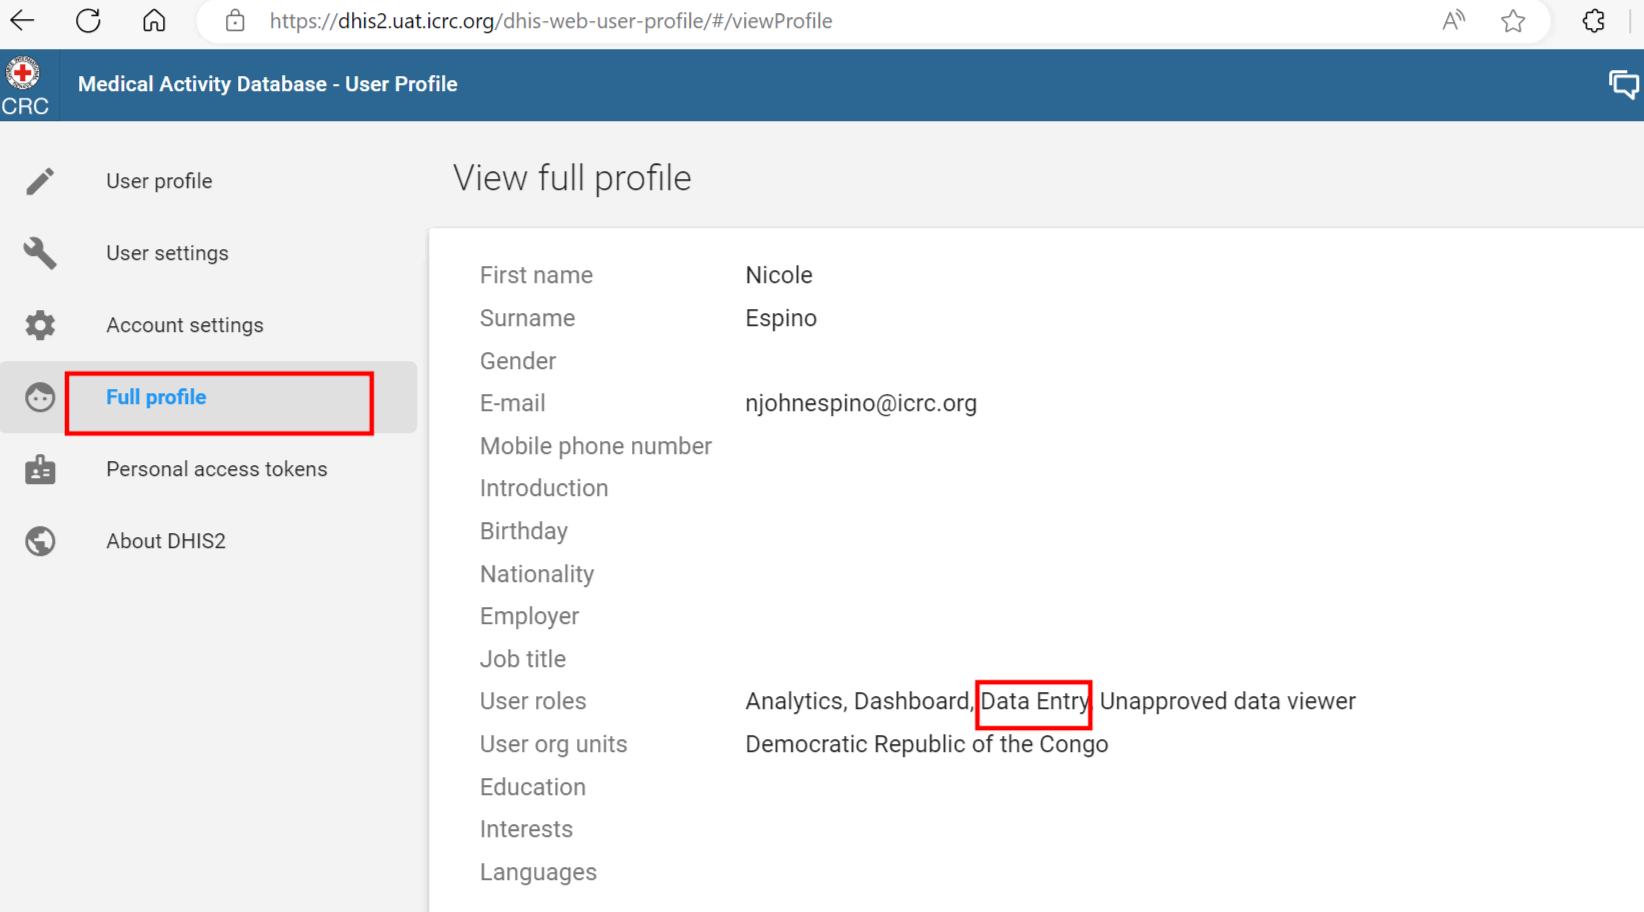 https://dhis2.uat.icrc.org/dhis-web-user-profile/#/viewProfile
CRC
Medical Activity Database - User Profile
User profile
User settings
Account settings
Full profile
Personal access tokens
About DHIS2
View full profile
First name Nicole
Surname Espino
Gender
E-mail njohnespino@icrc.org
Mobile phone number
Introduction
Birthday
Nationality
Employer
Job title
User roles Analytics, Dashboard, Data Entry, Unapproved data viewer
User org units Democratic Republic of the Congo
Education
Interests
Languages